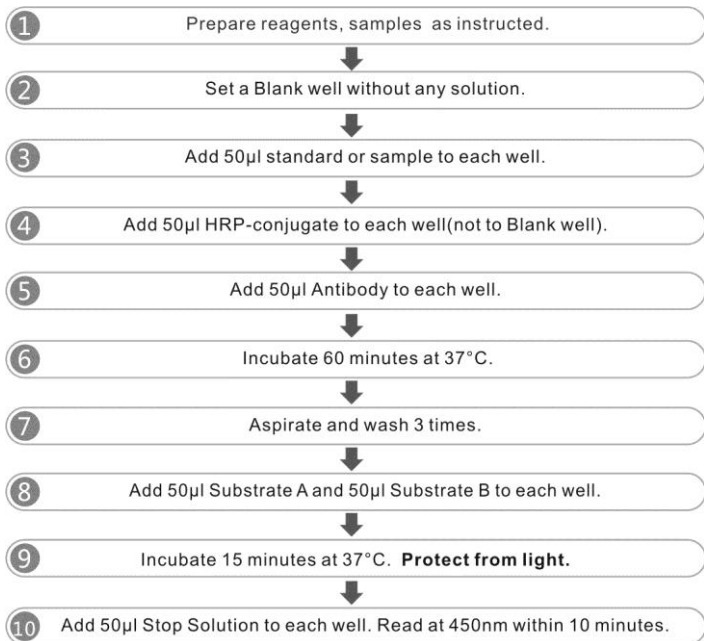 1 Prepare reagents, samples as instructed.
2 Set a Blank well without any solution.
3 Add 50µl standard or sample to each well.
4 Add 50µl HRP-conjugate to each well(not to Blank well).
5 Add 50µl Antibody to each well.
6 Incubate 60 minutes at 37°C.
7 Aspirate and wash 3 times.
8 Add 50µl Substrate A and 50µl Substrate B to each well.
9 Incubate 15 minutes at 37°C. Protect from light.
10 Add 50µl Stop Solution to each well. Read at 450nm within 10 minutes.